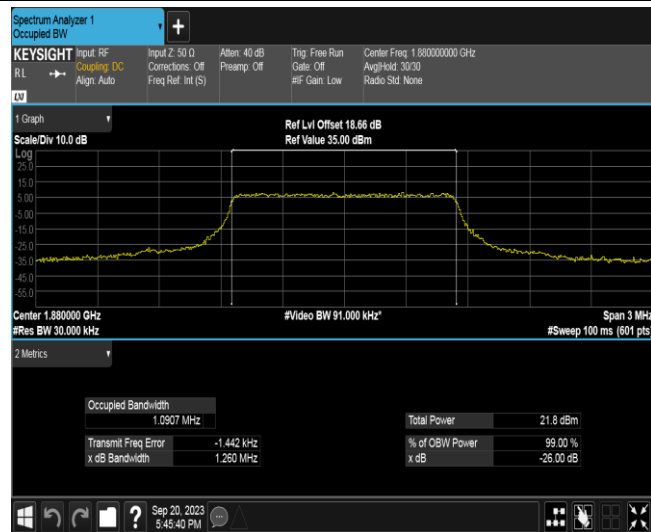 Spectrum Analyzer 1
Occupied BW
+
KEYSIGHT Input: RF Input Z: 50 Ω Atten: 40 dB Trig: Free Run Center Freq: 1.880000000 GHz
RL Coupling: DC Corrections: Off Preamp: Off Gate: Off Avg|Hold: 30/30
Align: Auto Freq Ref: Int (S) #IF Gain: Low Radio Std: None
LXI
1 Graph
Ref Lvl Offset 18.66 dB
Scale/Div 10.0 dB Ref Value 35.00 dBm
Log
25.0
15.0
5.00
-5.00
-15.0
-25.0
-35.0
-45.0
-55.0
Center 1.880000 GHz #Video BW 91.000 kHz* Span 3 MHz
#Res BW 30.000 kHz #Sweep 100 ms (601 pts)
2 Metrics
Occupied Bandwidth
1.0907 MHz Total Power 21.8 dBm
Transmit Freq Error -1.442 kHz % of OBW Power 99.00 %
x dB Bandwidth 1.260 MHz x dB -26.00 dB
? Sep 20, 2023
5:45:40 PM